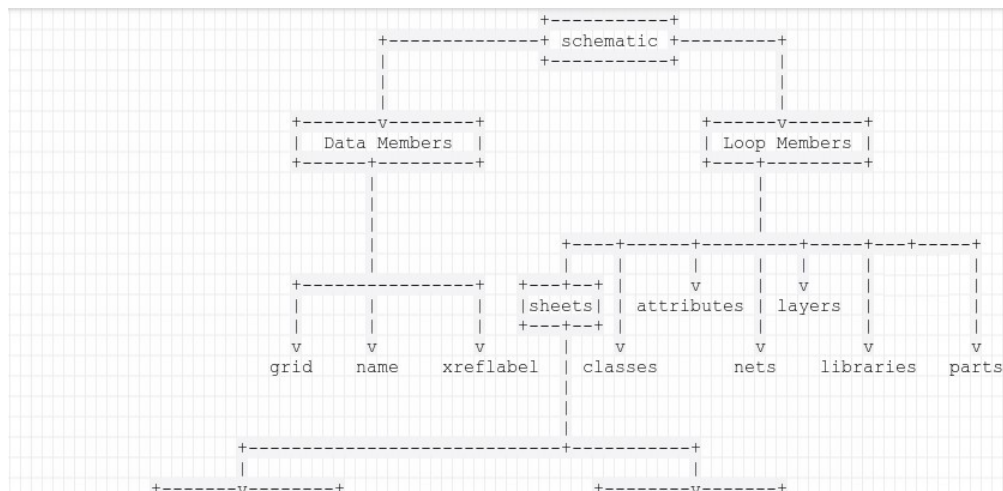 schematic
Data Members Loop Members
sheets attributes layers
grid name xreflabel classes nets libraries parts